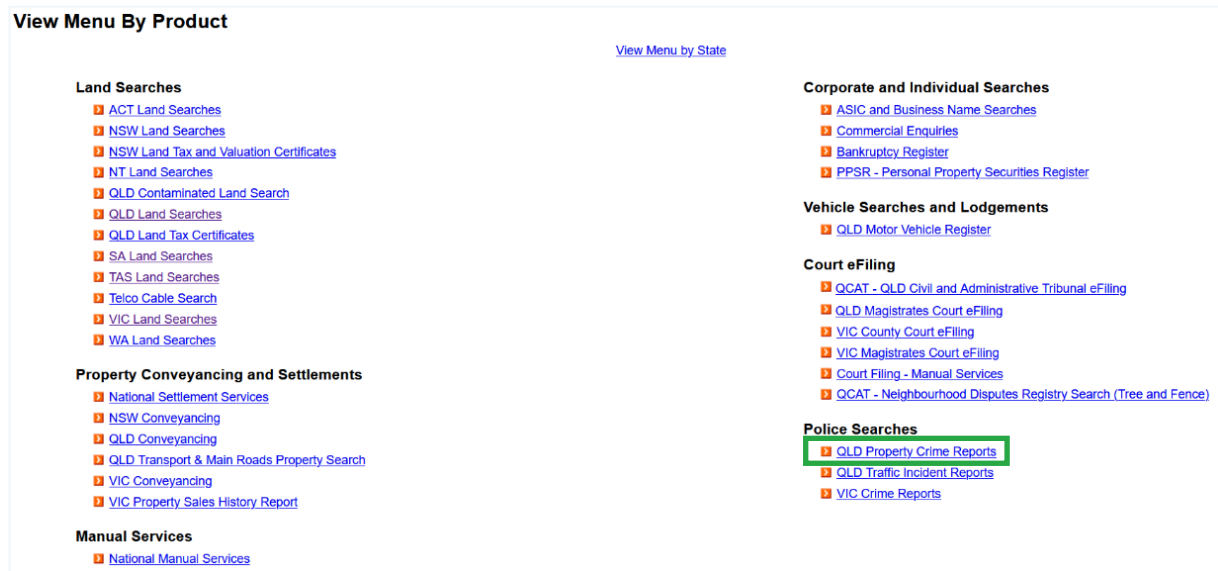 View Menu By Product
View Menu by State
Land Searches
ACT Land Searches
NSW Land Searches
NSW Land Tax and Valuation Certificates
NT Land Searches
QLD Contaminated Land Search
QLD Land Searches
QLD Land Tax Certificates
SA Land Searches
TAS Land Searches
Telco Cable Search
VIC Land Searches
WA Land Searches
Property Conveyancing and Settlements
National Settlement Services
NSW Conveyancing
QLD Conveyancing
QLD Transport & Main Roads Property Search
VIC Conveyancing
VIC Property Sales History Report
Manual Services
National Manual Services
Corporate and Individual Searches
ASIC and Business Name Searches
Commercial Enquiries
Bankruptcy Register
PPSR - Personal Property Securities Register
Vehicle Searches and Lodgements
QLD Motor Vehicle Register
Court eFiling
QCAT - QLD Civil and Administrative Tribunal eFiling
QLD Magistrates Court eFiling
VIC County Court eFiling
VIC Magistrates Court eFiling
Court Filing - Manual Services
QCAT - Neighbourhood Disputes Registry Search (Tree and Fence)
Police Searches
QLD Property Crime Reports
QLD Traffic Incident Reports
VIC Crime Reports